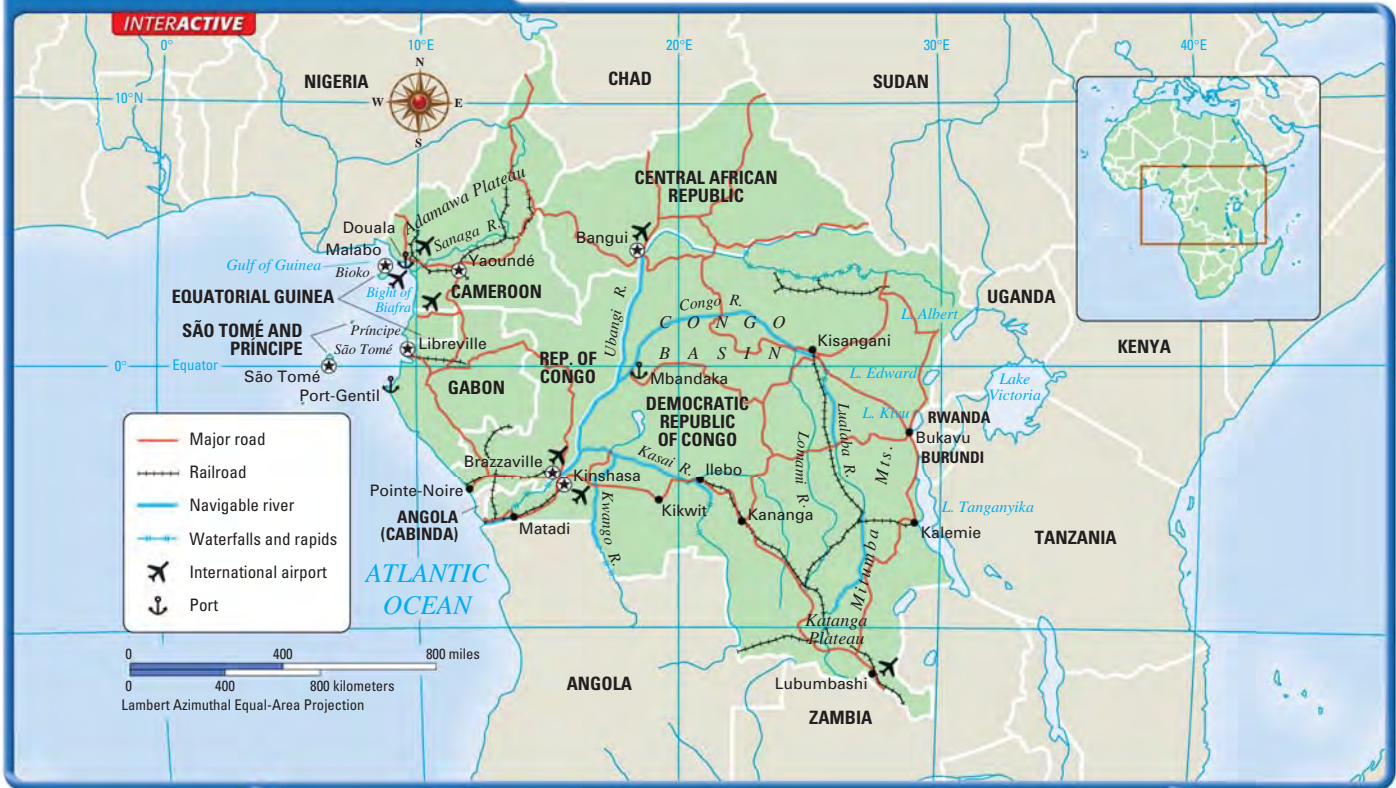 INTERACTIVE
0°
10°E
20°E
30°E
40°E
N
W
E
S
10°N
NIGERIA
CHAD
SUDAN
CENTRAL AFRICAN
REPUBLIC
Adamawa Plateau
Sanaga R.
Douala
Malabo
Bangui
Gulf of Guinea
Bioko
Yaoundé
EQUATORIAL GUINEA
Bight of
Biafra
CAMEROON
Ubangi R.
Congo R.
CONGO
BASIN
L. Albert
UGANDA
SÃO TOMÉ AND
PRÍNCIPE
Príncipe
São Tomé
Libreville
REP. OF
CONGO
Kisangani
KENYA
0°
Equator
São Tomé
Port-Gentil
GABON
Mbandaka
L. Edward
Lake
Victoria
DEMOCRATIC
REPUBLIC
OF CONGO
Lomami R.
Lualaba R.
L. Kivu
RWANDA
Bukavu
BURUNDI
Major road
Railroad
Navigable river
Waterfalls and rapids
International airport
Port
Brazzaville
Kinshasa
Kasai R.
Ilebo
Pointe-Noire
Kikwit
Kananga
Kwango R.
ANGOLA
(CABINDA)
Matadi
Mitumba Mts.
L. Tanganyika
Kalemie
TANZANIA
ATLANTIC
OCEAN
Katanga
Plateau
0
400
800 miles
0
400
800 kilometers
Lambert Azimuthal Equal-Area Projection
ANGOLA
Lubumbashi
ZAMBIA